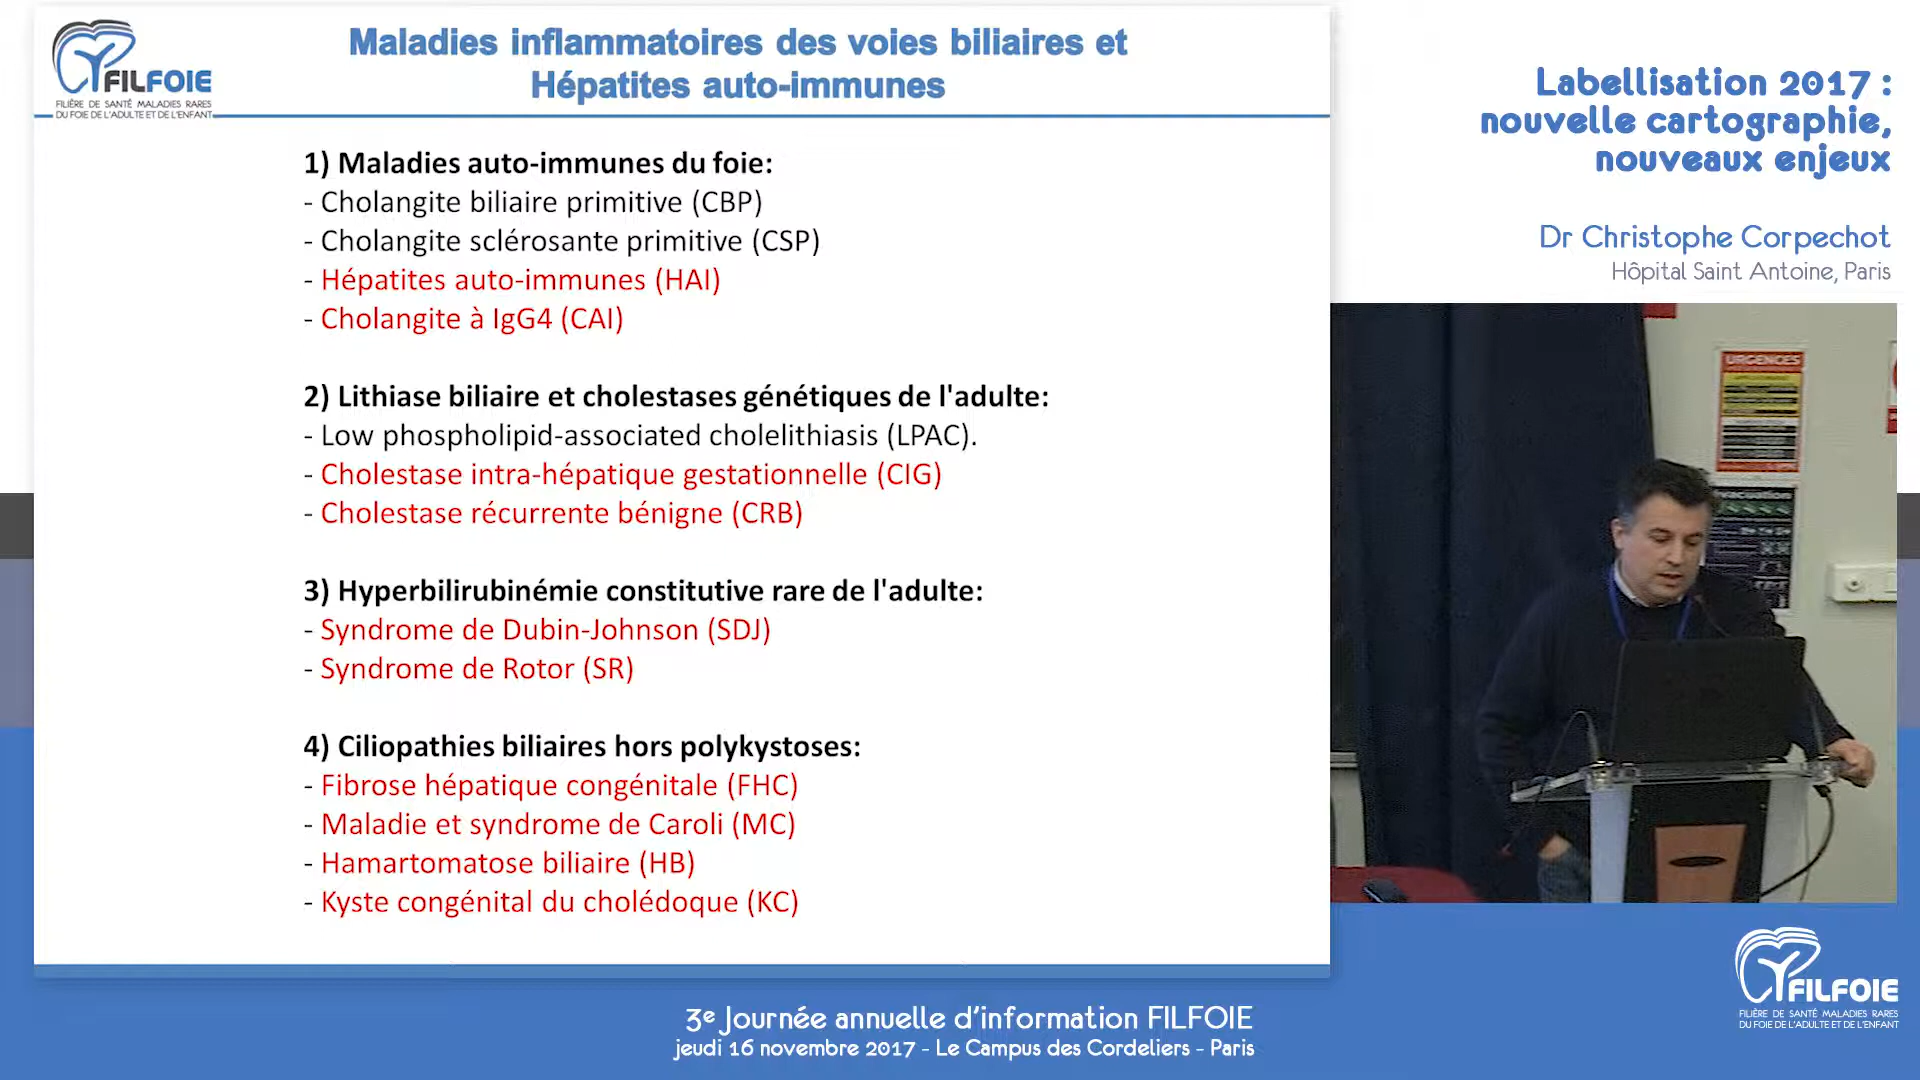 FILFOIE
FILIÈRE DE SANTÉ MALADIES RARES
DU FOIE DE L'ADULTE ET DE L'ENFANT
Maladies inflammatoires des voies biliaires et
Hépatites auto-immunes
1) Maladies auto-immunes du foie:
- Cholangite biliaire primitive (CBP)
- Cholangite sclérosante primitive (CSP)
- Hépatites auto-immunes (HAI)
- Cholangite à IgG4 (CAI)
2) Lithiase biliaire et cholestases génétiques de l'adulte:
- Low phospholipid-associated cholelithiasis (LPAC).
- Cholestase intra-hépatique gestationnelle (CIG)
- Cholestase récurrente bénigne (CRB)
3) Hyperbilirubinémie constitutive rare de l'adulte:
- Syndrome de Dubin-Johnson (SDJ)
- Syndrome de Rotor (SR)
4) Ciliopathies biliaires hors polykystoses:
- Fibrose hépatique congénitale (FHC)
- Maladie et syndrome de Caroli (MC)
- Hamartomatose biliaire (HB)
- Kyste congénital du cholédoque (KC)
Labellisation 2017 :
nouvelle cartographie,
nouveaux enjeux
Dr Christophe Corpechot
Hôpital Saint Antoine, Paris
URGENCES
FILFOIE
FILIÈRE DE SANTÉ MALADIES RARES
DU FOIE DE L'ADULTE ET DE L'ENFANT
3e Journée annuelle d'information FILFOIE
jeudi 16 novembre 2017 - Le Campus des Cordeliers - Paris